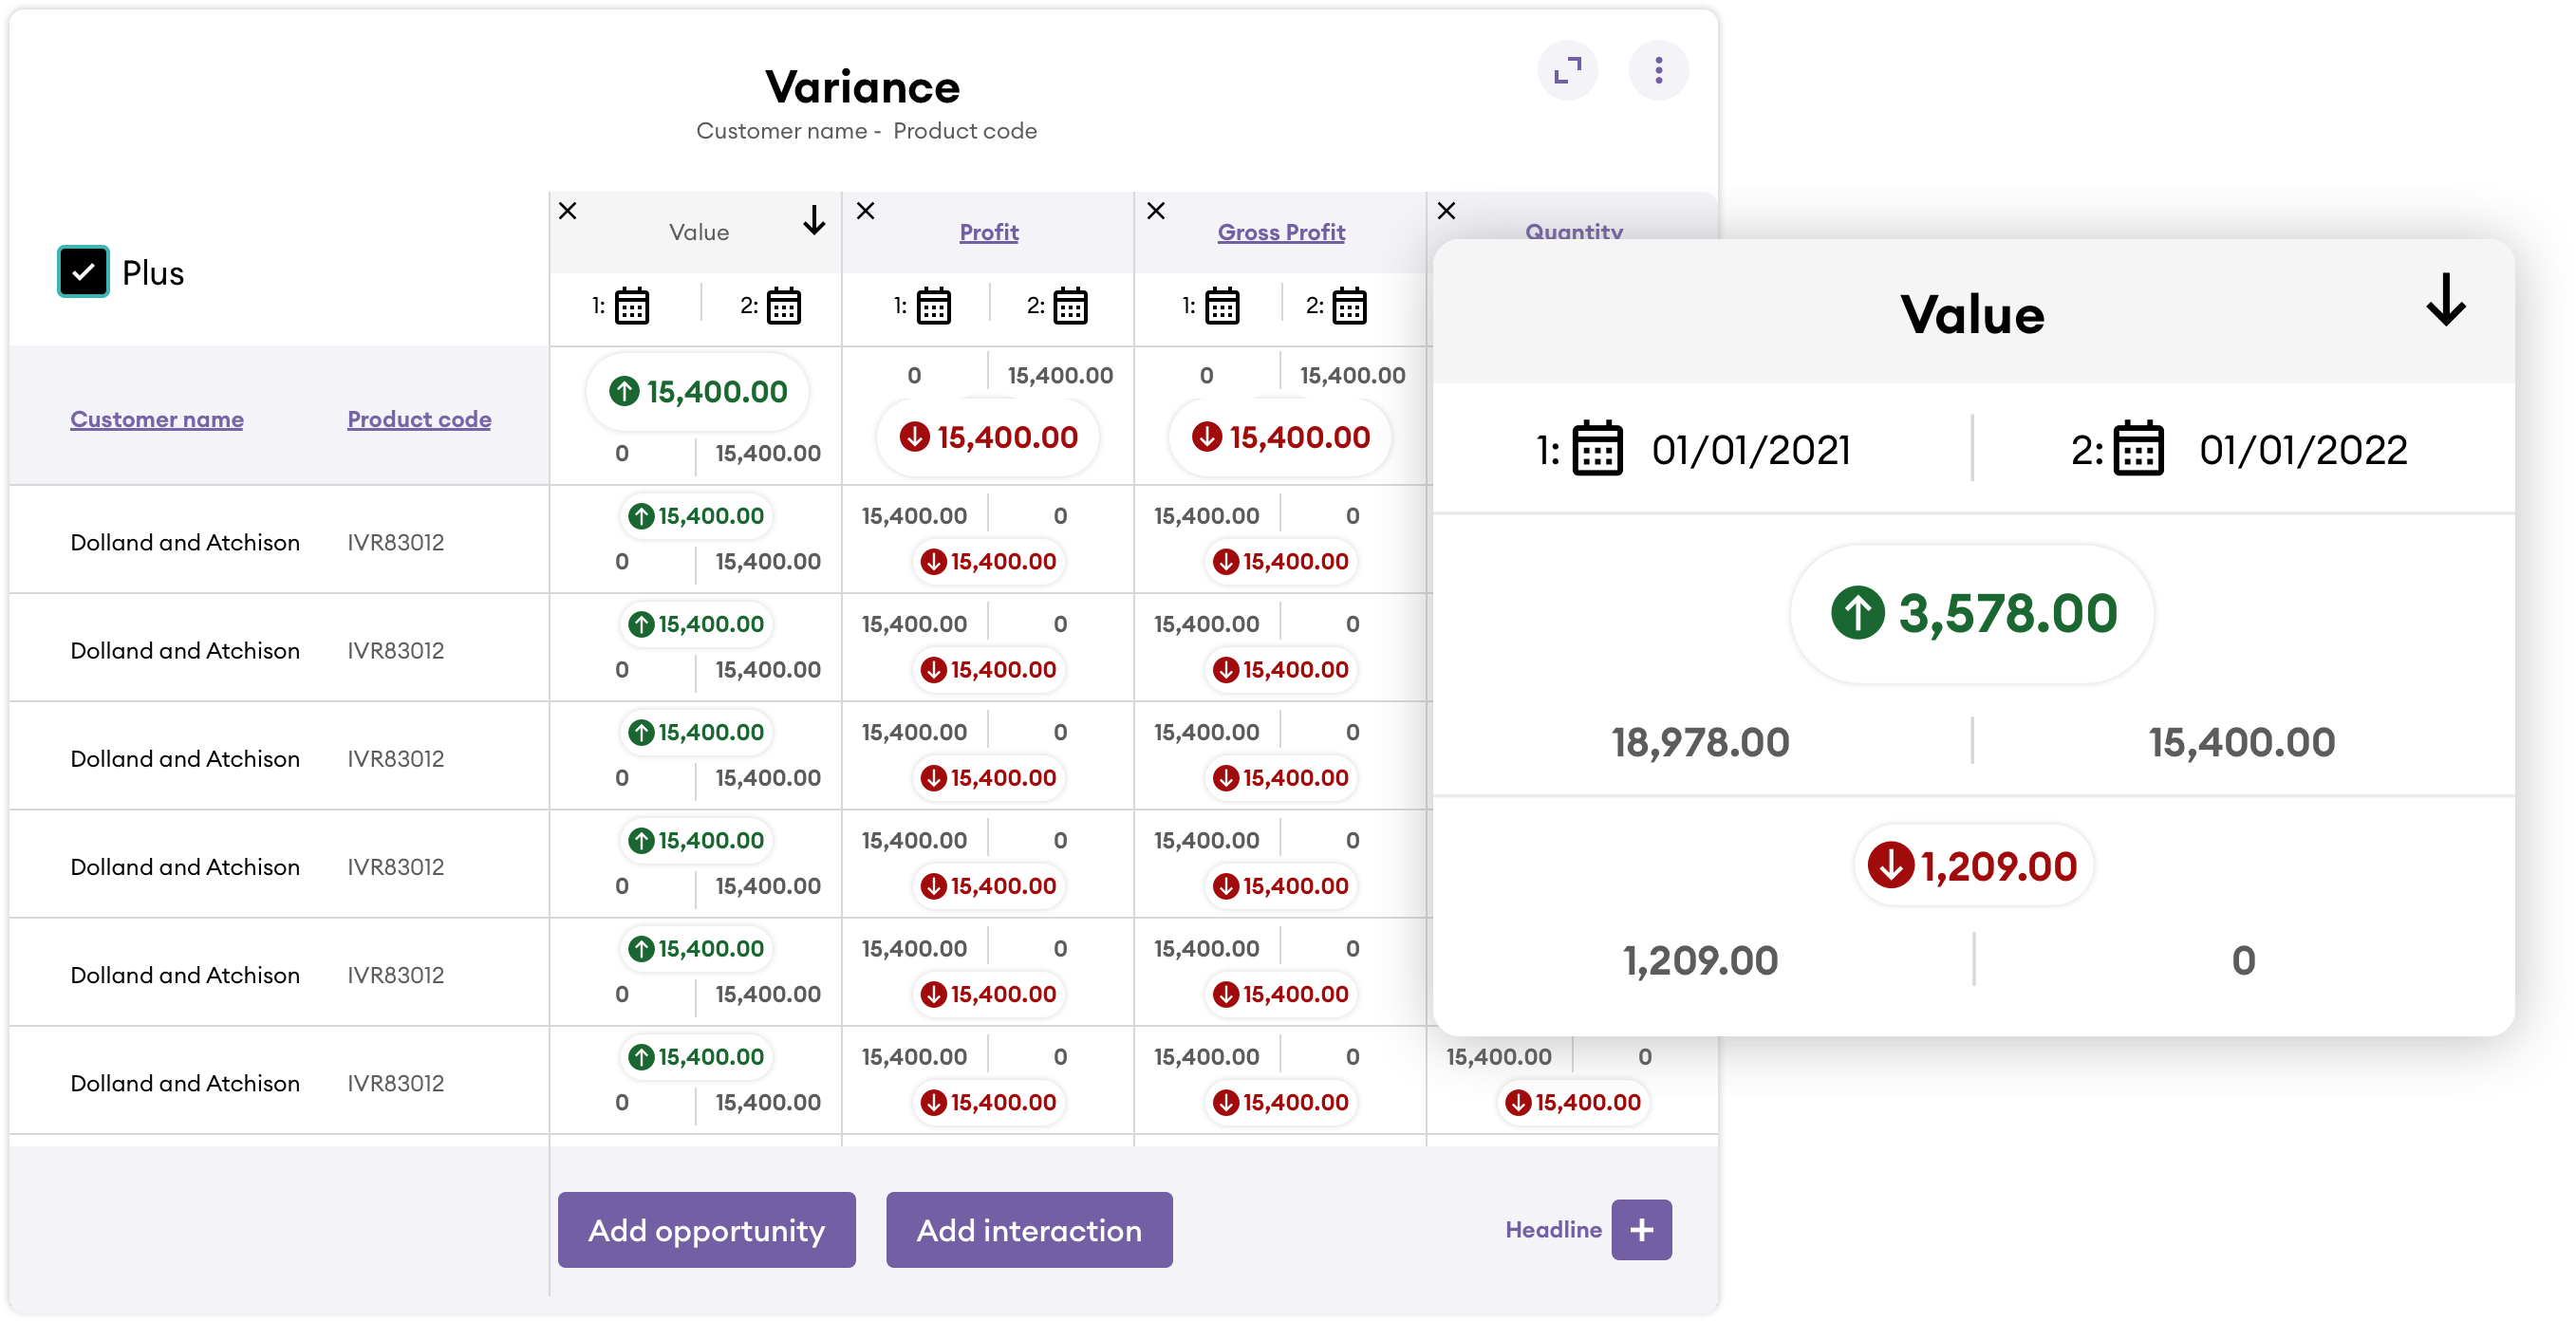 Variance
Customer name - Product code
Value Profit Gross Profit Quantity
Plus
1: 2: 1: 2: 1: 2:
Customer name Product code
15,400.00
0 15,400.00
0 15,400.00
15,400.00
0 15,400.00
15,400.00
Dolland and Atchison IVR83012
15,400.00
0 15,400.00
15,400.00 0
15,400.00
15,400.00 0
15,400.00
Dolland and Atchison IVR83012
15,400.00
0 15,400.00
15,400.00 0
15,400.00
15,400.00 0
15,400.00
Dolland and Atchison IVR83012
15,400.00
0 15,400.00
15,400.00 0
15,400.00
15,400.00 0
15,400.00
Dolland and Atchison IVR83012
15,400.00
0 15,400.00
15,400.00 0
15,400.00
15,400.00 0
15,400.00
Dolland and Atchison IVR83012
15,400.00
0 15,400.00
15,400.00 0
15,400.00
15,400.00 0
15,400.00
Dolland and Atchison IVR83012
15,400.00
0 15,400.00
15,400.00 0
15,400.00
15,400.00 0
15,400.00
15,400.00 0
15,400.00
Add opportunity
Add interaction
Headline
Value
1: 01/01/2021 2: 01/01/2022
3,578.00
18,978.00 15,400.00
1,209.00
1,209.00 0